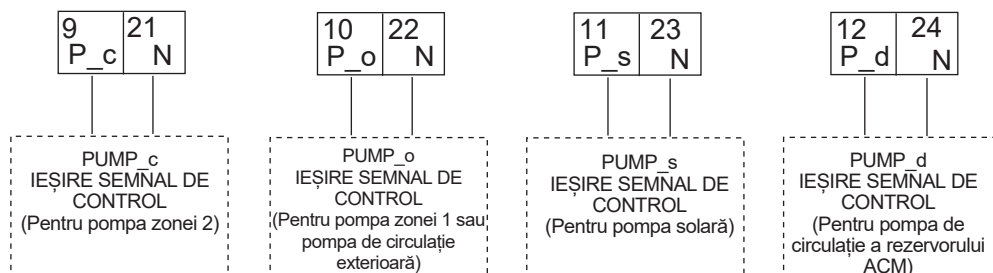 9 21
P_c N
PUMP_c
IEȘIRE SEMNAL DE
CONTROL
(Pentru pompa zonei 2)
10 22
P_o N
PUMP_o
IEȘIRE SEMNAL DE
CONTROL
(Pentru pompa zonei 1 sau
pompa de circulație
exterioară)
11 23
P_s N
PUMP_s
IEȘIRE SEMNAL DE
CONTROL
(Pentru pompa solară)
12 24
P_d N
PUMP_d
IEȘIRE SEMNAL DE
CONTROL
(Pentru pompa de
circulație a rezervorului
ACM)